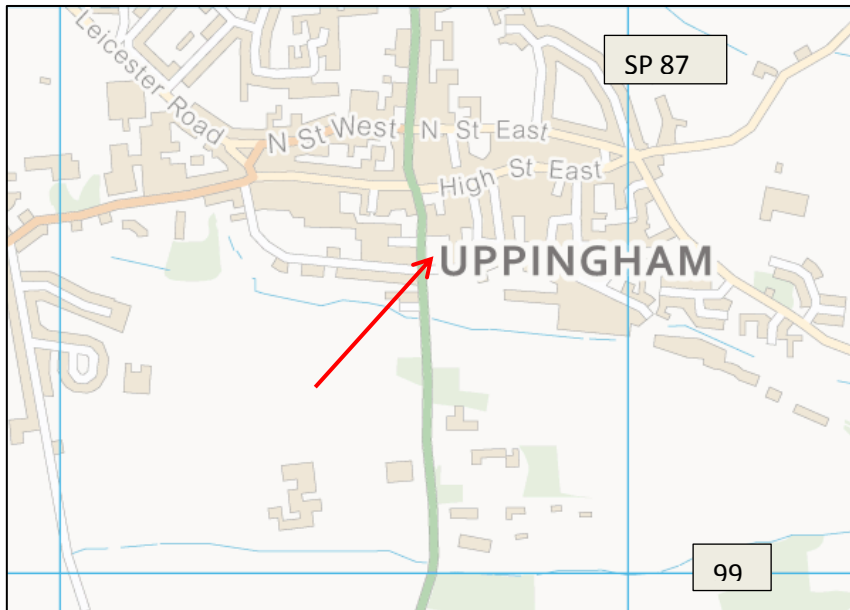 Leicester Road
SP 87
N St West
N St East
High St East
UPPINGHAM
99